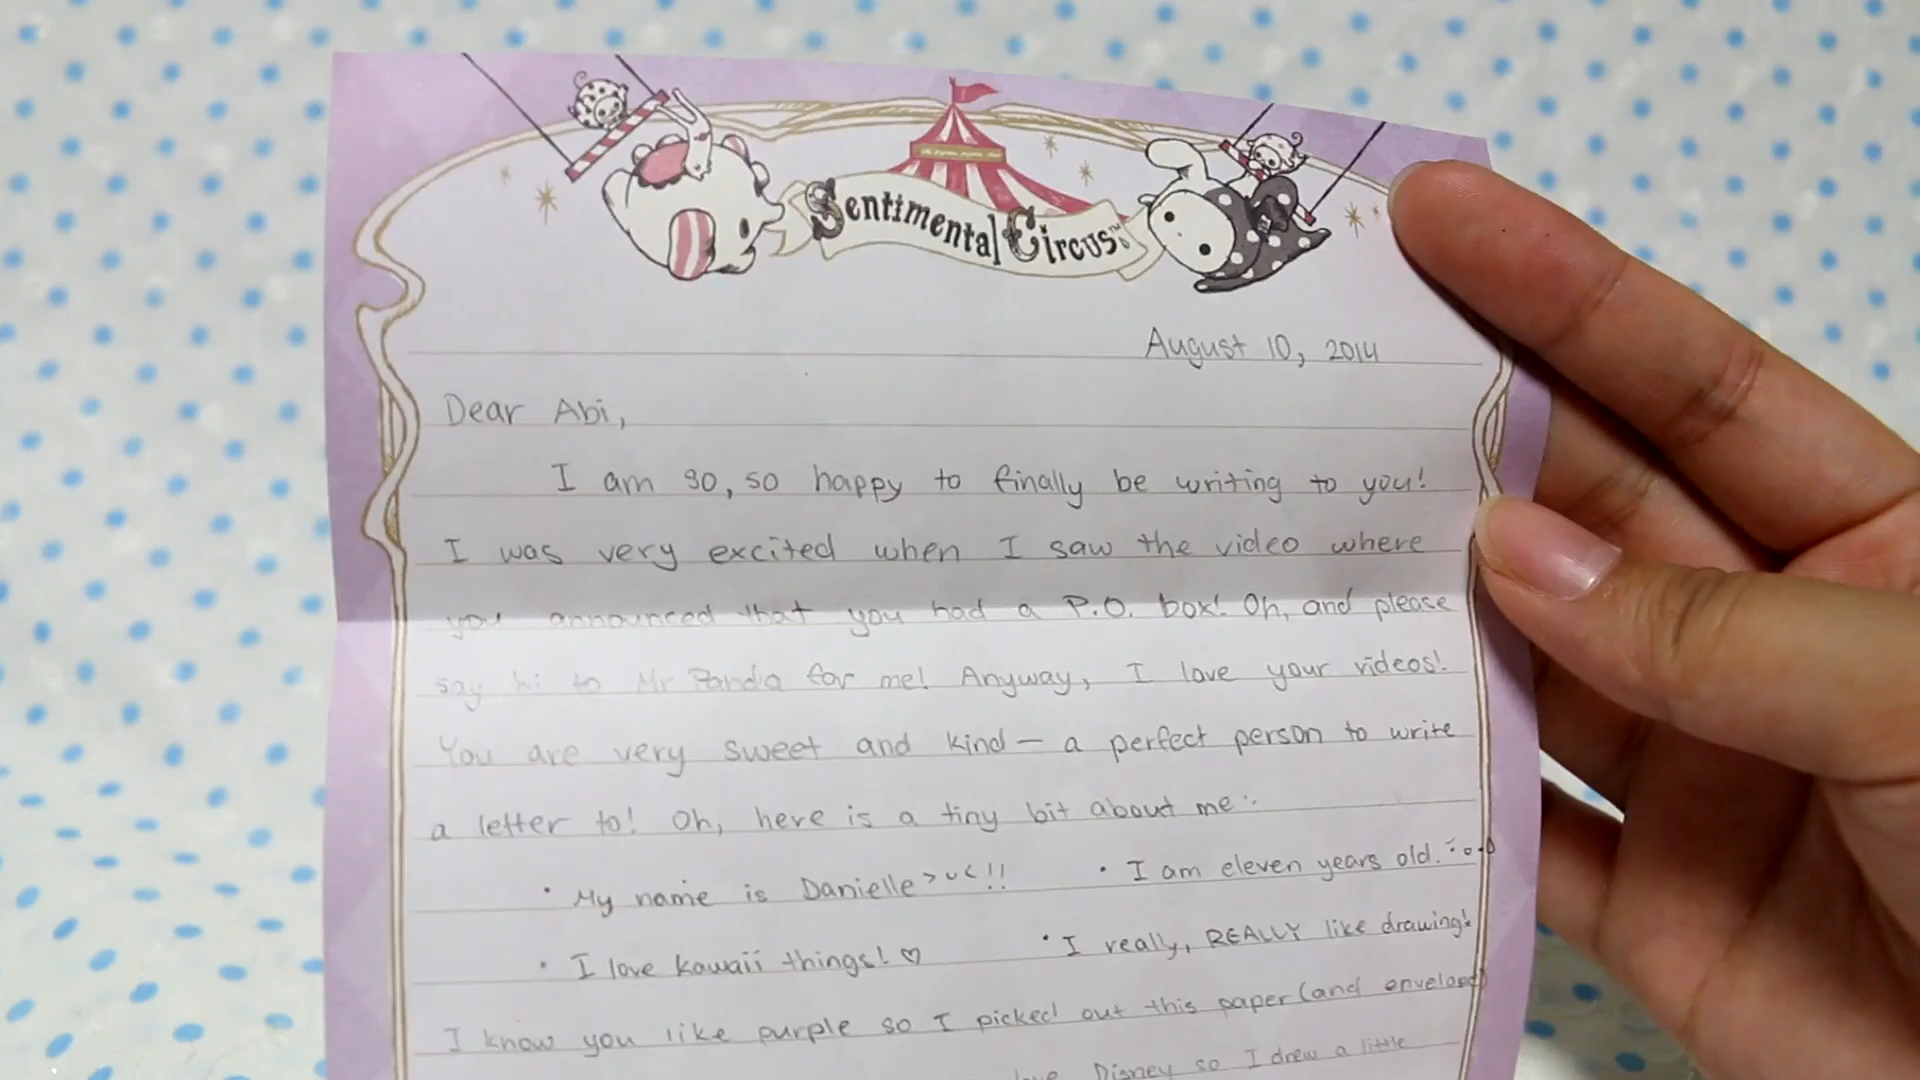 Sentimental Circus™
August 10, 2014
Dear Abi,
I am so, so happy to finally be writing to you!
I was very excited when I saw the video where
you announced that you had a P.O. box! Oh, and please
say hi to Mr Panda for me! Anyway, I love your videos!
You are very sweet and kind — a perfect person to write
a letter to! Oh, here is a tiny bit about me:
• My name is Danielle >u<!! • I am eleven years old.
• I love kawaii things! ♡ • I really, REALLY like drawing!
I know you like purple so I picked out this paper (and envelope)
Disney so I drew a little